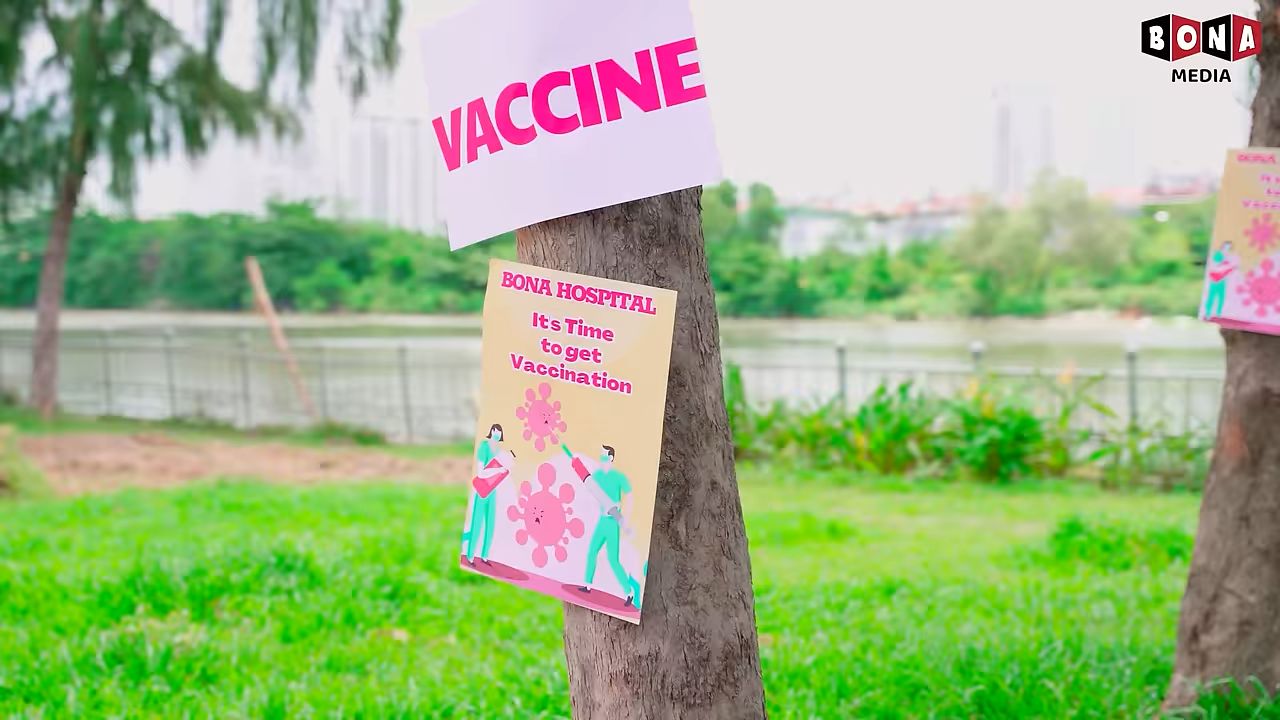 BONA
MEDIA
VACCINE
BONA HOSPITAL
It's Time
to get
Vaccination